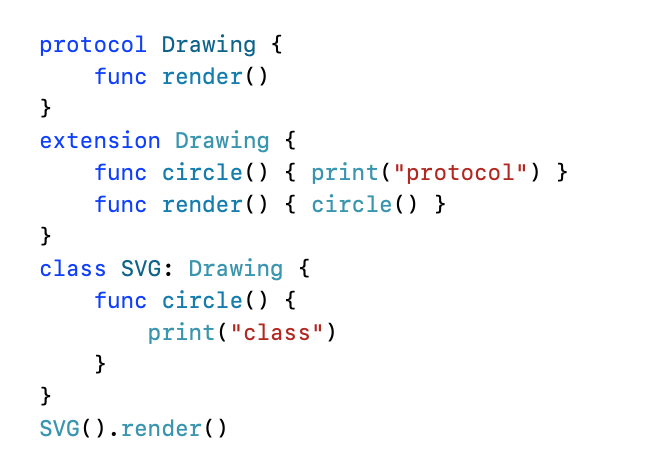 protocol Drawing {
    func render()
}
extension Drawing {
    func circle() { print("protocol") }
    func render() { circle() }
}
class SVG: Drawing {
    func circle() {
        print("class")
    }
}
SVG().render()